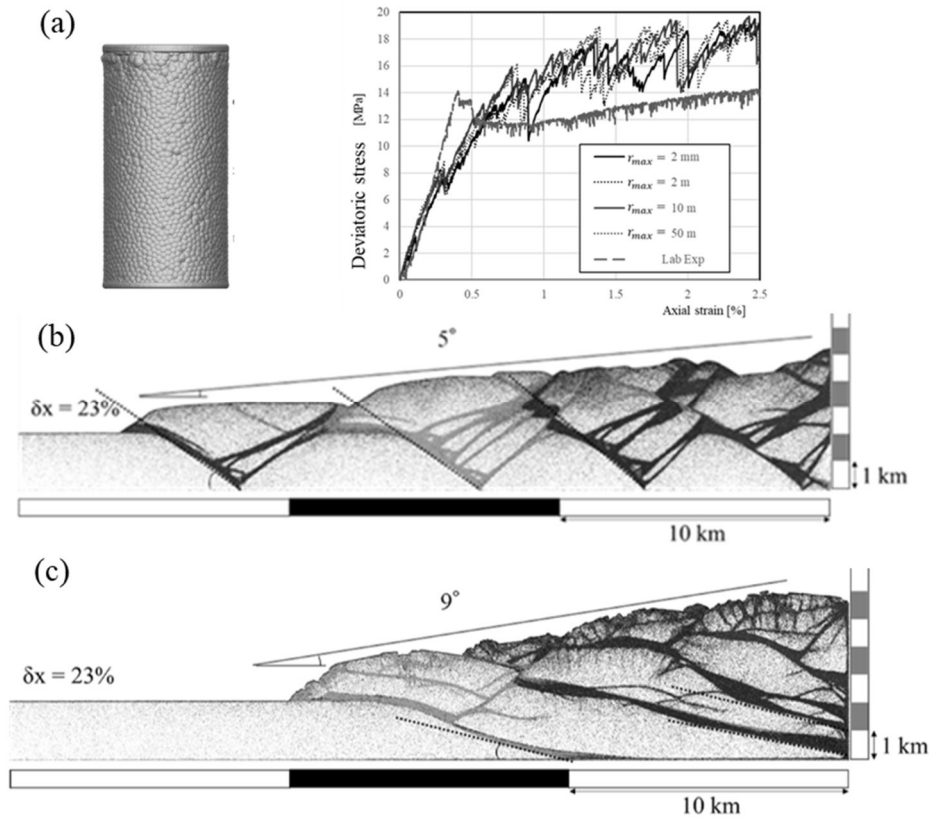 (a)
20
18
16
14
12
10
8
6
4
2
0
Deviatoric stress [MPa]
r_max = 2 mm
r_max = 2 m
r_max = 10 m
r_max = 50 m
Lab Exp
0 0.5 1 1.5 2 2.5
Axial strain [%]
(b)
5°
δx = 23%
1 km
10 km
(c)
9°
δx = 23%
1 km
10 km